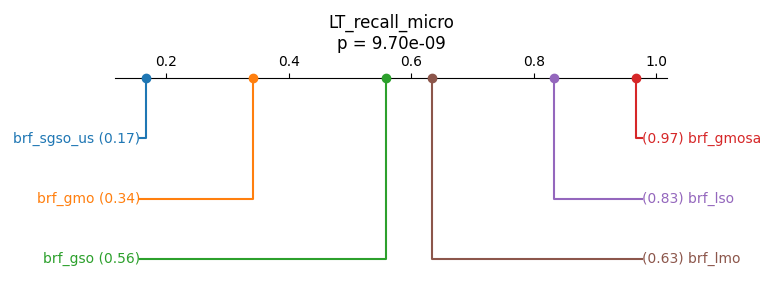 LT_recall_micro
p = 9.70e-09
0.2 0.4 0.6 0.8 1.0
brf_sgso_us (0.17) (0.97) brf_gmosa
brf_gmo (0.34) (0.83) brf_lso
brf_gso (0.56) (0.63) brf_lmo